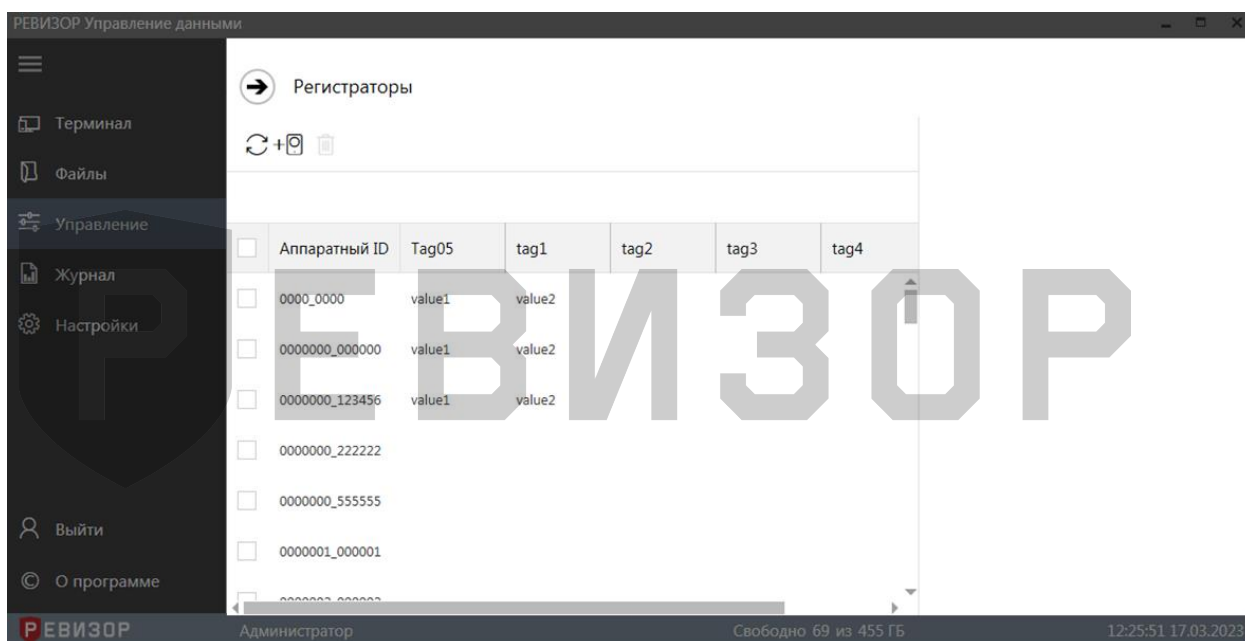 РЕВИЗОР Управление данными
Регистраторы
Терминал
Файлы
Управление
Журнал
Настройки
Выйти
О программе
Аппаратный ID Tag05 tag1 tag2 tag3 tag4
0000_0000 value1 value2
0000000_000000 value1 value2
0000000_123456 value1 value2
0000000_222222
0000000_555555
0000001_000001
РЕВИЗОР
РЕВИЗОР Администратор Свободно 69 из 455 ГБ 12:25:51 17.03.2023